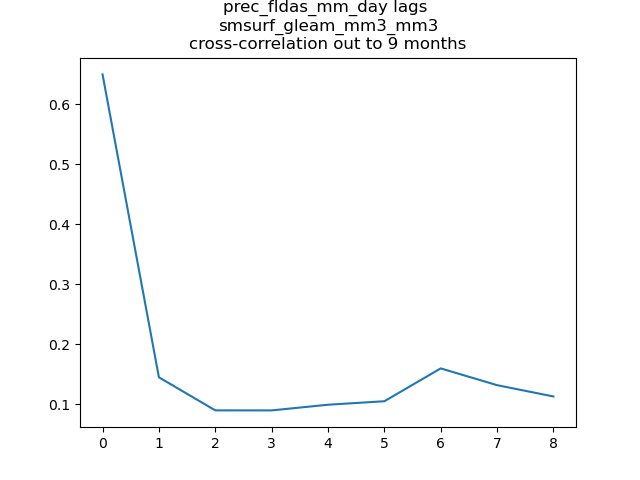 prec_fldas_mm_day lags
smsurf_gleam_mm3_mm3
cross-correlation out to 9 months
0.6
0.5
0.4
0.3
0.2
0.1
0 1 2 3 4 5 6 7 8